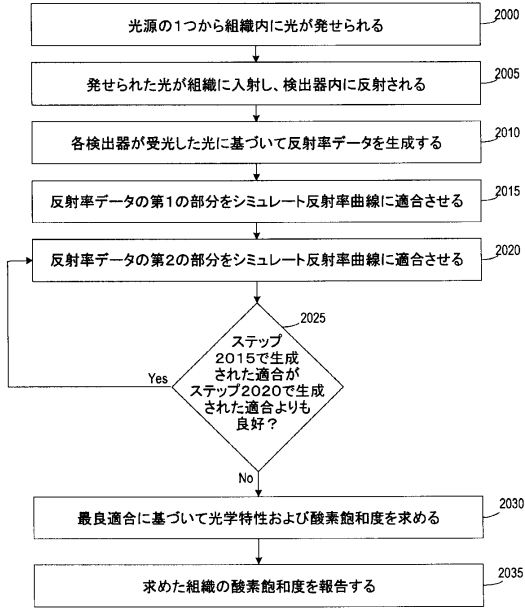 光源の1つから組織内に光が発せられる
2000
発せられた光が組織に入射し、検出器内に反射される
2005
各検出器が受光した光に基づいて反射率データを生成する
2010
反射率データの第1の部分をシミュレート反射率曲線に適合させる
2015
反射率データの第2の部分をシミュレート反射率曲線に適合させる
2020
2025
ステップ
2015で生成
された適合が
ステップ2020で生成
された適合よりも
良好？
Yes
No
最良適合に基づいて光学特性および酸素飽和度を求める
2030
求めた組織の酸素飽和度を報告する
2035